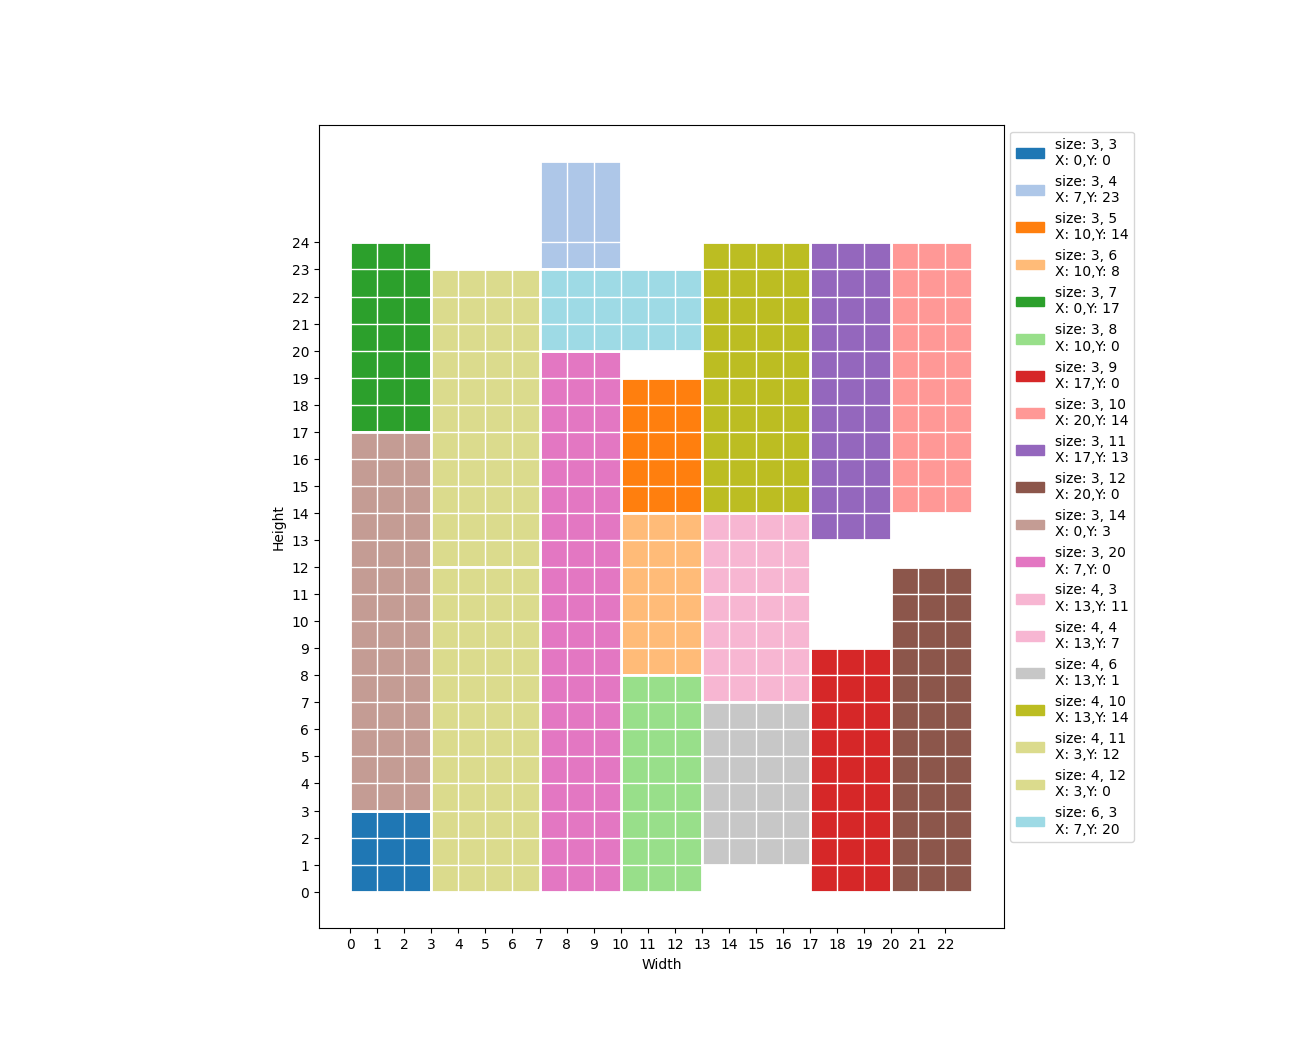 24
23
22
21
20
19
18
17
16
15
14
13
12
11
10
9
8
7
6
5
4
3
2
1
0
Height
0 1 2 3 4 5 6 7 8 9 10 11 12 13 14 15 16 17 18 19 20 21 22
Width
size: 3, 3
X: 0,Y: 0
size: 3, 4
X: 7,Y: 23
size: 3, 5
X: 10,Y: 14
size: 3, 6
X: 10,Y: 8
size: 3, 7
X: 0,Y: 17
size: 3, 8
X: 10,Y: 0
size: 3, 9
X: 17,Y: 0
size: 3, 10
X: 20,Y: 14
size: 3, 11
X: 17,Y: 13
size: 3, 12
X: 20,Y: 0
size: 3, 14
X: 0,Y: 3
size: 3, 20
X: 7,Y: 0
size: 4, 3
X: 13,Y: 11
size: 4, 4
X: 13,Y: 7
size: 4, 6
X: 13,Y: 1
size: 4, 10
X: 13,Y: 14
size: 4, 11
X: 3,Y: 12
size: 4, 12
X: 3,Y: 0
size: 6, 3
X: 7,Y: 20